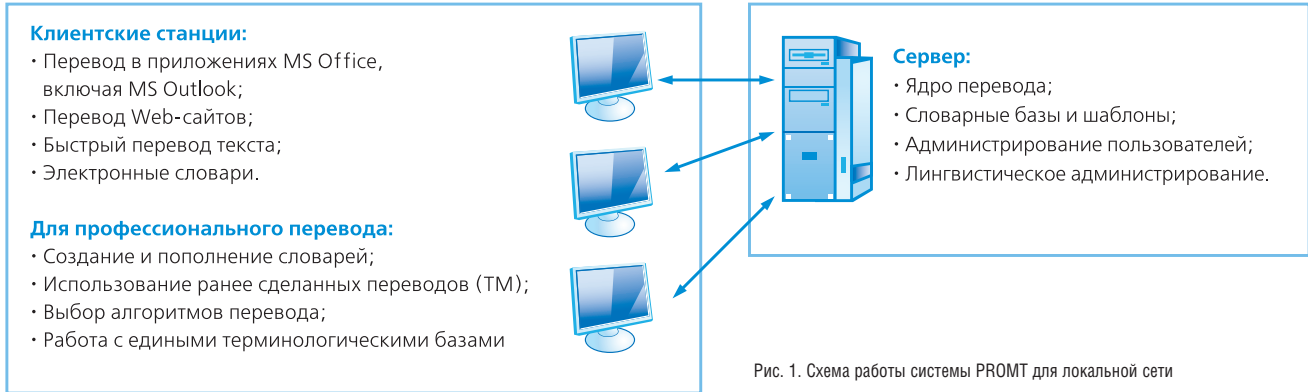 Клиентские станции:
· Перевод в приложениях MS Office,
включая MS Outlook;
· Перевод Web-сайтов;
· Быстрый перевод текста;
· Электронные словари.
Для профессионального перевода:
· Создание и пополнение словарей;
· Использование ранее сделанных переводов (ТМ);
· Выбор алгоритмов перевода;
· Работа с едиными терминологическими базами
Сервер:
· Ядро перевода;
· Словарные базы и шаблоны;
· Администрирование пользователей;
· Лингвистическое администрирование.
Рис. 1. Схема работы системы PROMT для локальной сети